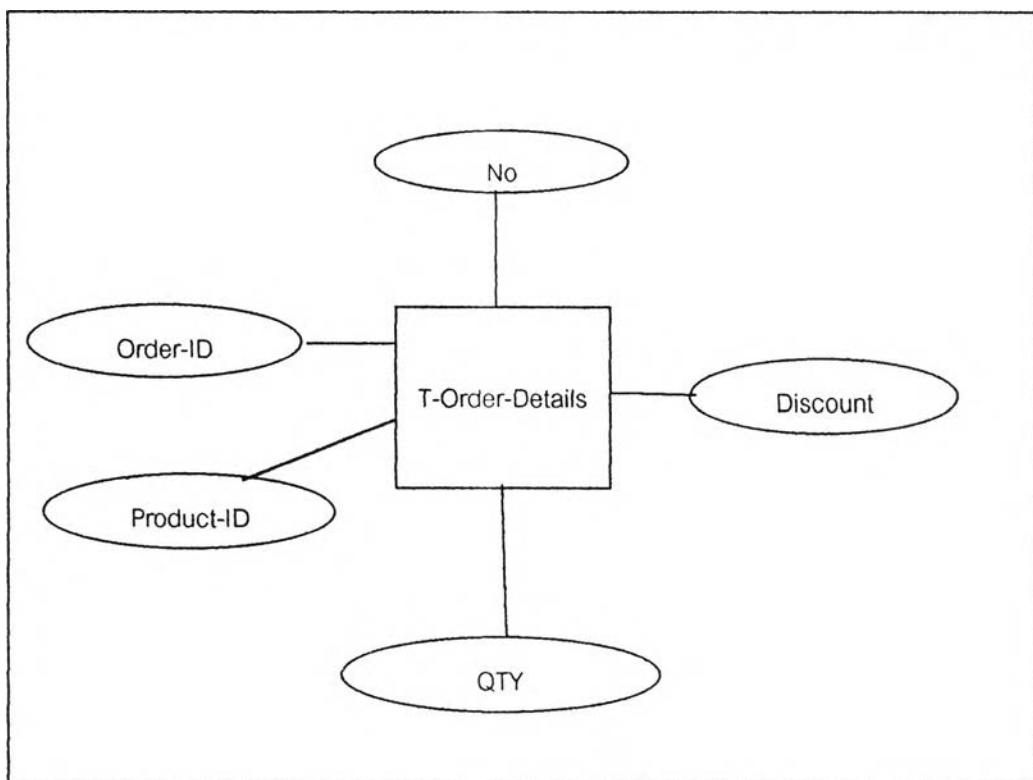 No
Order-ID
T-Order-Details
Discount
Product-ID
QTY